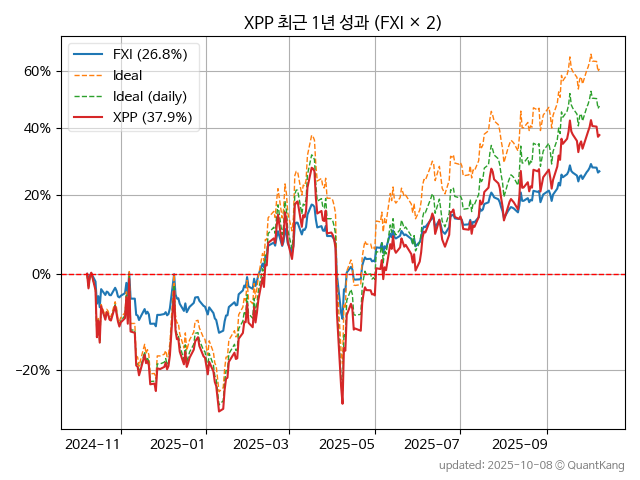 XPP 최근 1년 성과 (FXI × 2)
FXI (26.8%)
Ideal
Ideal (daily)
XPP (37.9%)
60%
40%
20%
0%
−20%
2024-11
2025-01
2025-03
2025-05
2025-07
2025-09
updated: 2025-10-08 © QuantKang